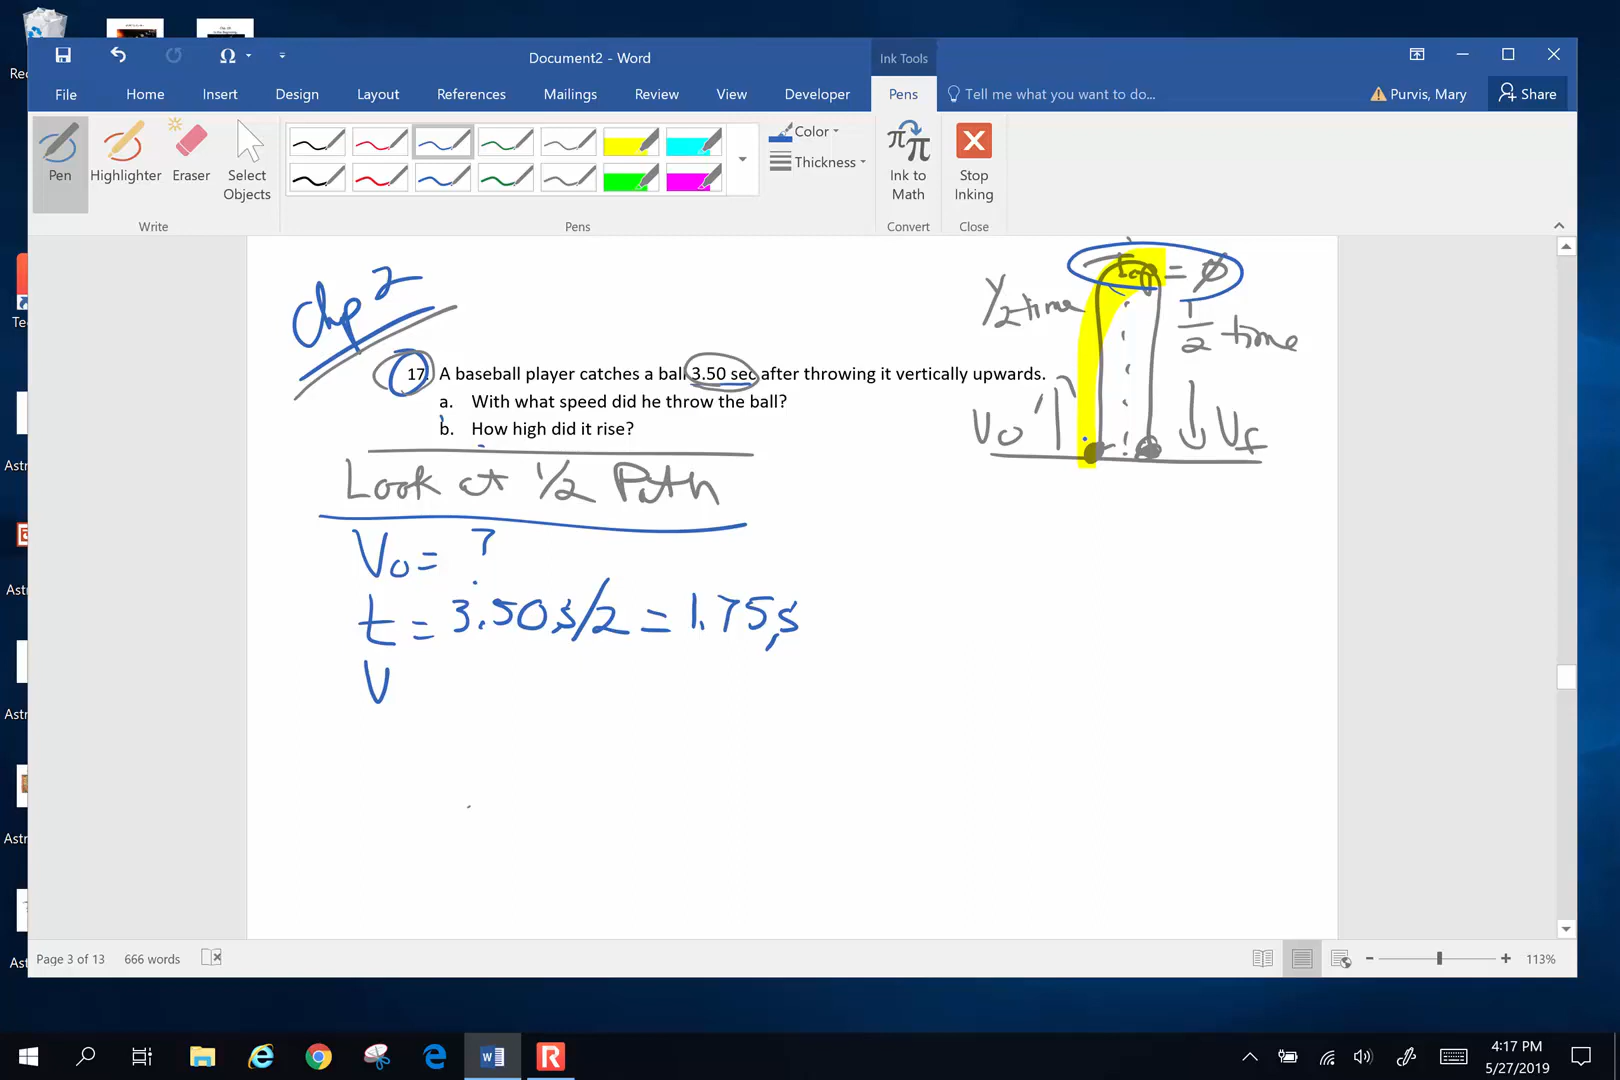 Document2 - Word
Ink Tools
File
Home
Insert
Design
Layout
References
Mailings
Review
View
Developer
Pens
Tell me what you want to do...
Purvis, Mary
Share
Pen
Highlighter
Eraser
Select Objects
Color
Thickness
Ink to Math
Stop Inking
Write
Pens
Convert
Close
Chp 2
top = ∅
1/2 time
1/2 time
17. A baseball player catches a ball 3.50 sec after throwing it vertically upwards.
a. With what speed did he throw the ball?
b. How high did it rise?
Vo
Vf
Look at 1/2 Path
Vo = ?
t = 3.50s/2 = 1.75s
V
Page 3 of 13
666 words
113%
4:17 PM
5/27/2019